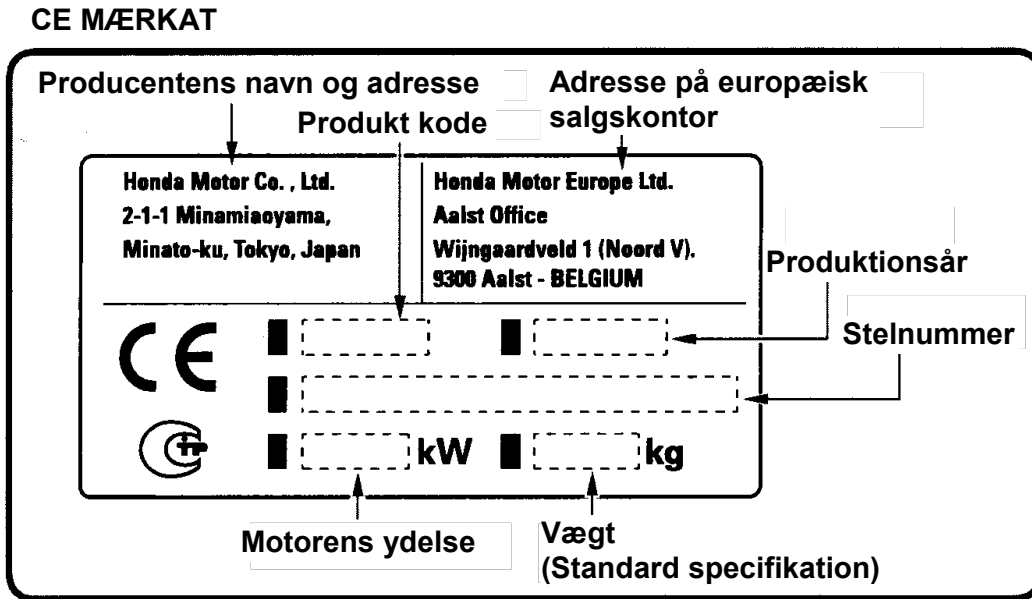 CE MÆRKAT
Producentens navn og adresse
Adresse på europæisk
salgskontor
Produkt kode
Honda Motor Co. , Ltd.
2-1-1 Minamiaoyama,
Minato-ku, Tokyo, Japan
Honda Motor Europe Ltd.
Aalst Office
Wijngaardveld 1 (Noord V).
9300 Aalst - BELGIUM
Produktionsår
Stelnummer
CE
kW
kg
Motorens ydelse
Vægt
(Standard specifikation)